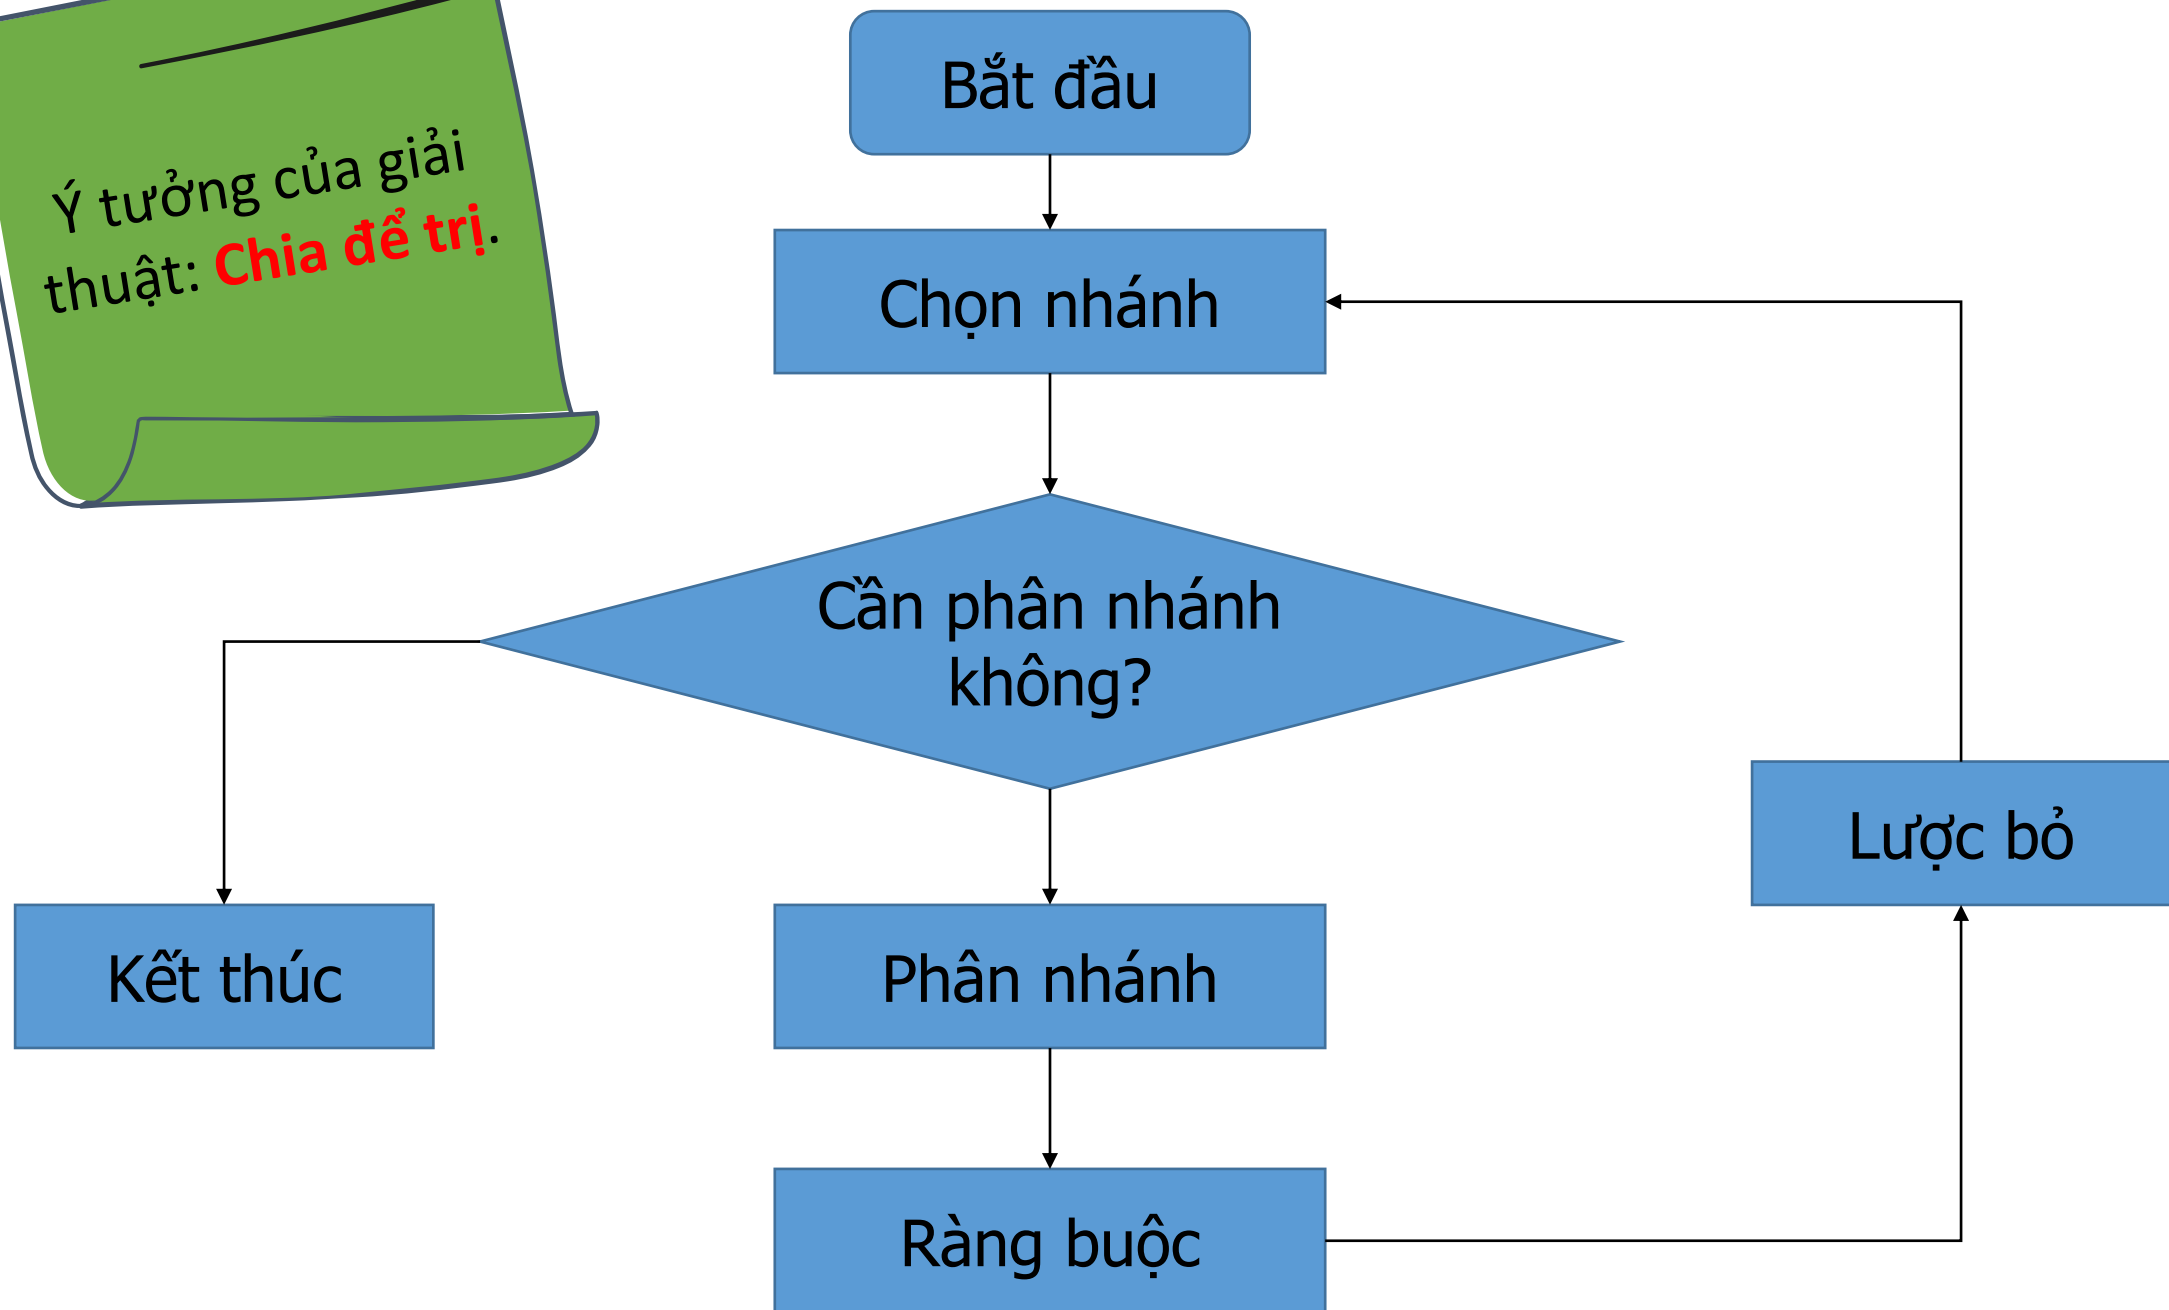 Ý tưởng của giải
thuật: Chia để trị.
Bắt đầu
Chọn nhánh
Cần phân nhánh
không?
Lược bỏ
Kết thúc
Phân nhánh
Ràng buộc